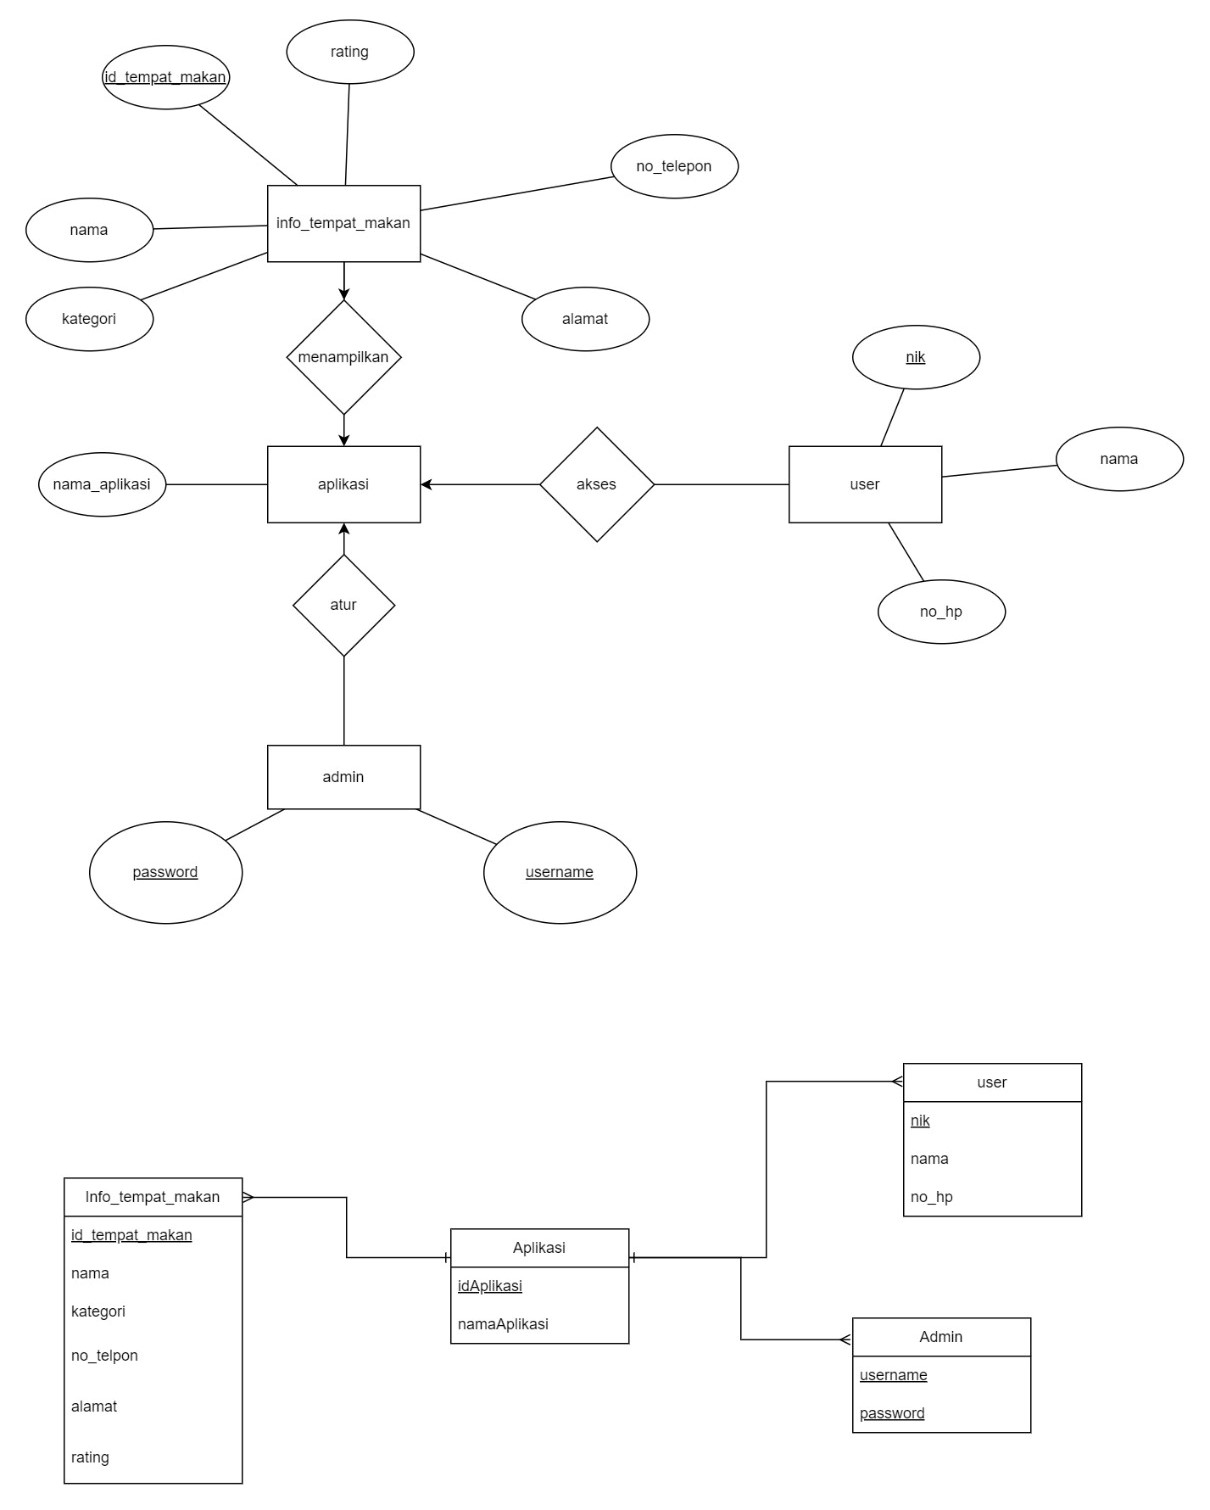 rating
id_tempat_makan
no_telepon
info_tempat_makan
nama
kategori
alamat
menampilkan
nik
nama
nama_aplikasi
aplikasi
akses
user
atur
no_hp
admin
password
username
user
nik
nama
no_hp
Info_tempat_makan
id_tempat_makan
nama
kategori
no_telpon
alamat
rating
Aplikasi
idAplikasi
namaAplikasi
Admin
username
password